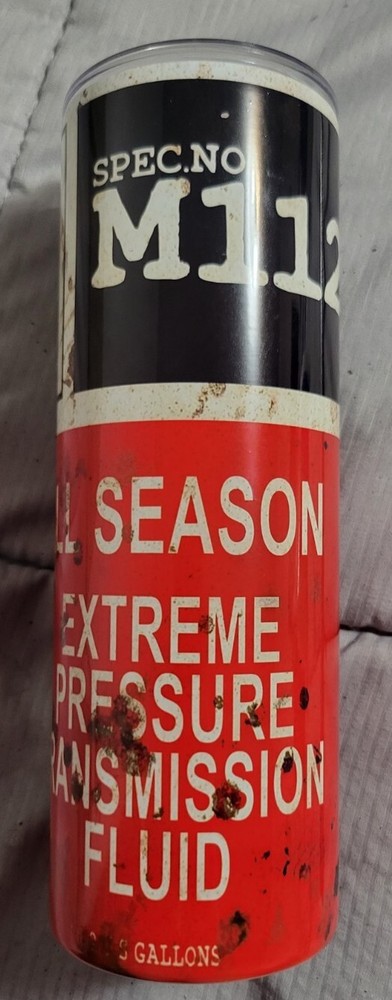 SPEC.NO
M112
LL SEASON
EXTREME
PRESSURE
RANSMISSION
FLUID
GALLONS